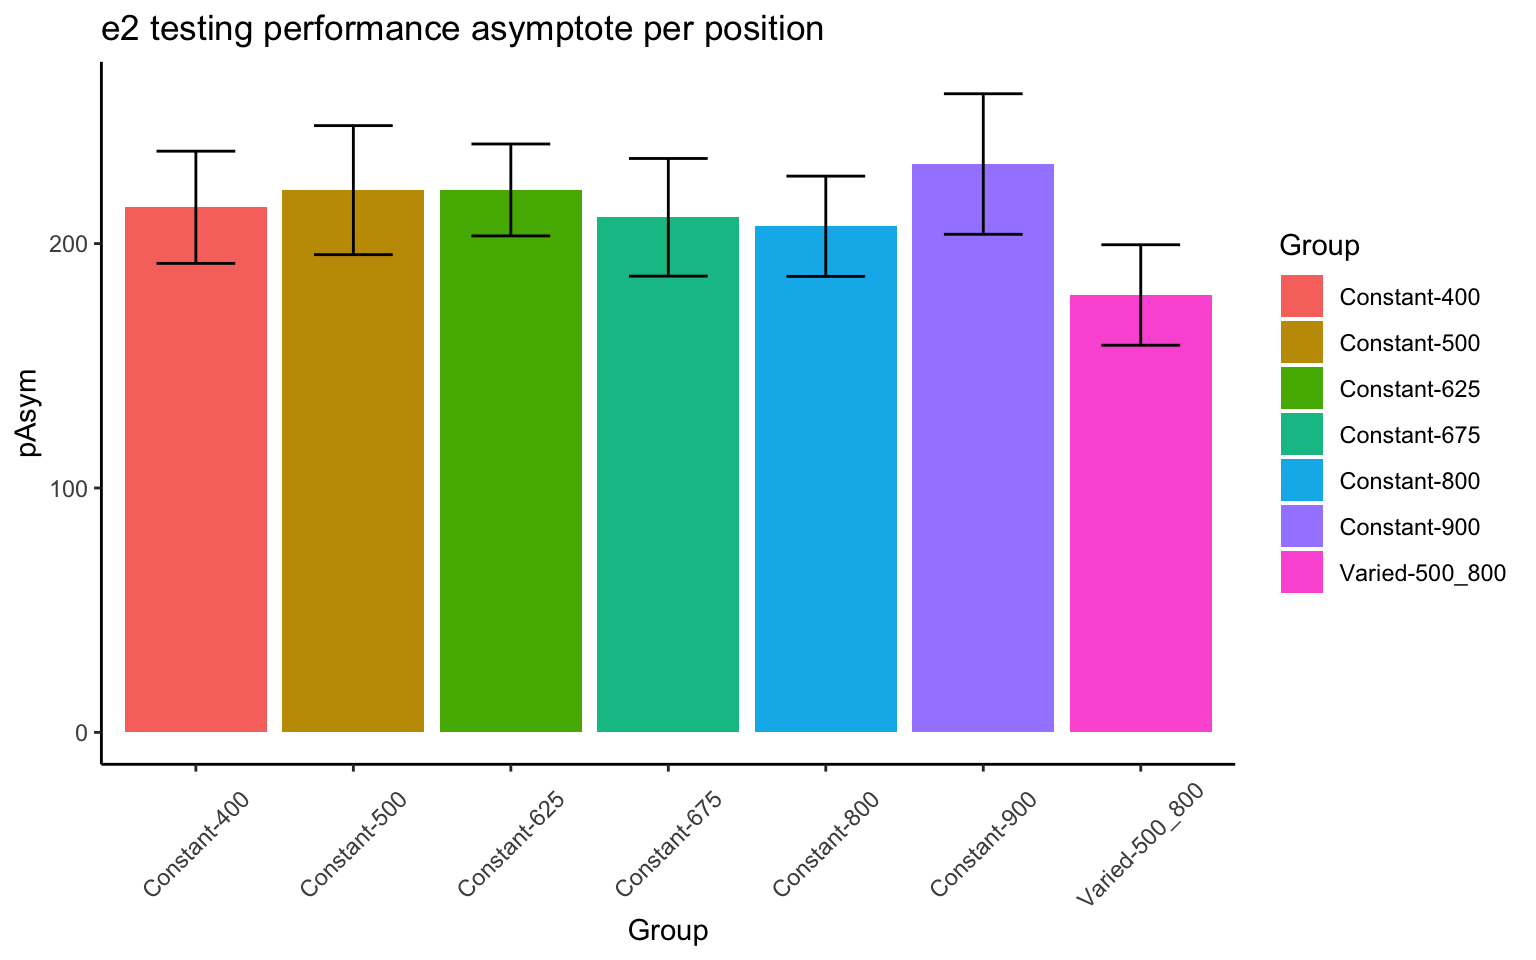 e2 testing performance asymptote per position
pAsym
200
100
0
Constant-400
Constant-500
Constant-625
Constant-675
Constant-800
Constant-900
Varied-500_800
Group
Group
Constant-400
Constant-500
Constant-625
Constant-675
Constant-800
Constant-900
Varied-500_800